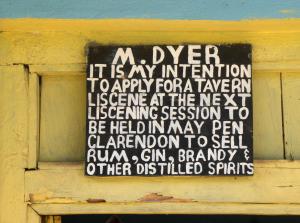 M. DYER
IT IS MY INTENTION
TO APPLY FOR A TAVERN
LISCENE AT THE NEXT
LISCENING SESSION TO
BE HELD IN MAY PEN
CLARENDON TO SELL
RUM, GIN, BRANDY &
OTHER DISTILLED SPIRITS